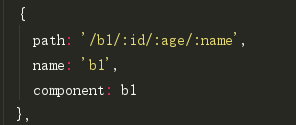 {
path: '/b1/:id/:age/:name',
name: 'b1',
component: b1
},